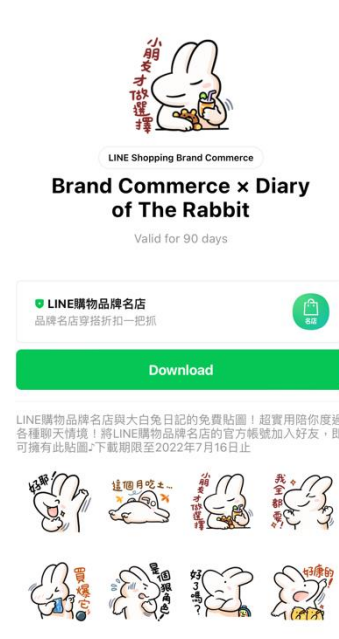 小朋友才做選擇
LINE Shopping Brand Commerce
Brand Commerce × Diary
of The Rabbit
Valid for 90 days
LINE購物品牌名店
品牌名店穿搭折扣一把抓
名店
Download
LINE購物品牌名店與大白兔日記的免費貼圖！超實用陪你度過
各種聊天情境！將LINE購物品牌名店的官方帳號加入好友，即
可擁有此貼圖♪下載期限至2022年7月16日止
好耶!
這個月吃土...
小朋友才做選擇
我全都要!
買爆它
是個狠角色
好了嗎?
好康的!